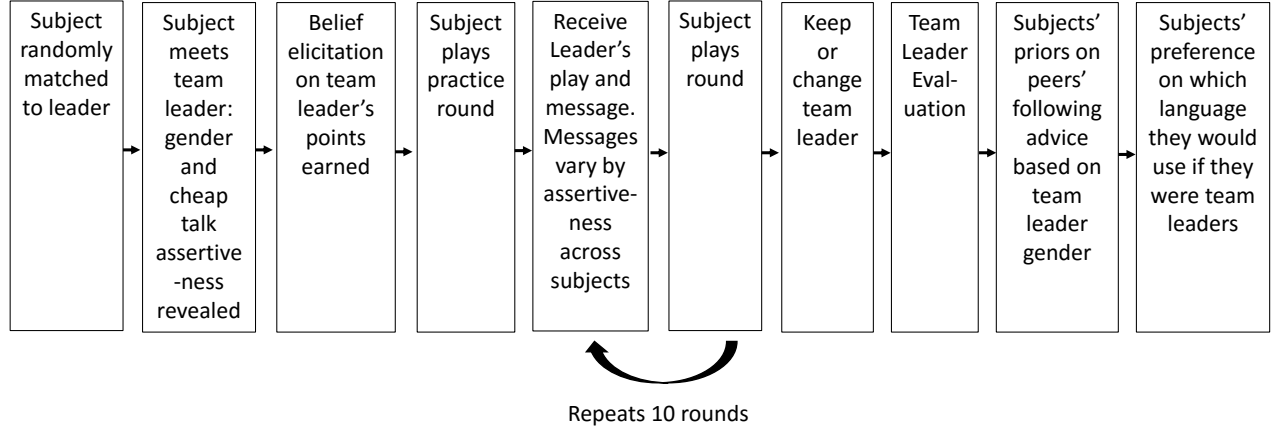 Subject
randomly
matched
to leader
Subject
meets
team
leader:
gender
and
cheap
talk
assertive
-ness
revealed
Belief
elicitation
on team
leader's
points
earned
Subject
plays
practice
round
Receive
Leader's
play and
message.
Messages
vary by
assertive-
ness
across
subjects
Subject
plays
round
Keep
or
change
team
leader
Team
Leader
Eval-
uation
Subjects'
priors on
peers'
following
advice
based on
team
leader
gender
Subjects'
preference
on which
language
they would
use if they
were team
leaders
Repeats 10 rounds